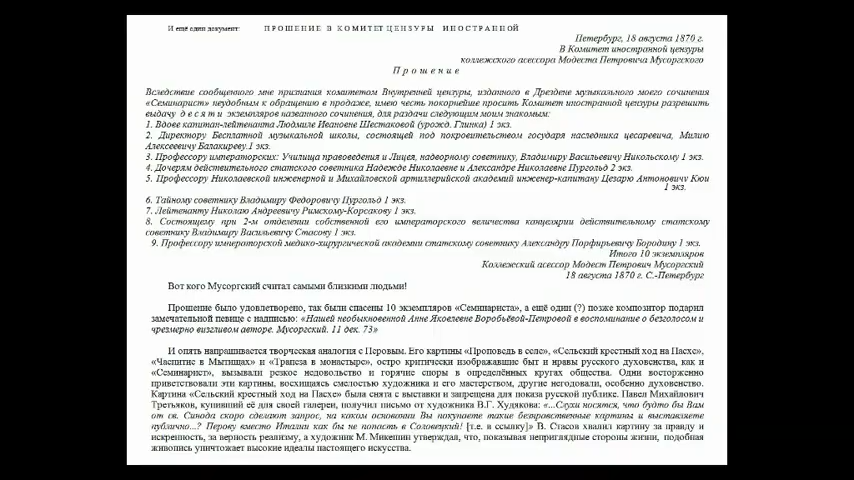 И ещё один документ: ПРОШЕНИЕ В КОМИТЕТ ЦЕНЗУРЫ ИНОСТРАННОЙ
Петербург, 18 августа 1870 г.
В Комитет иностранной цензуры
коллежского асессора Модеста Петровича Мусоргского
Прошение
Вследствие сообщенного мне признания комитетом Внутренней цензуры, изданного в Дрездене музыкального моего сочинения
«Семинарист» неудобным к обращению в продаже, имею честь покорнейше просить Комитет иностранной цензуры разрешить
выдачу десяти экземпляров названного сочинения, для раздачи следующим моим знакомым:
1. Вдове капитан-лейтенанта Людмиле Ивановне Шестаковой (урожд. Глинка) 1 экз.
2. Директору Бесплатной музыкальной школы, состоящей под покровительством государя наследника цесаревича, Милию
Алексеевичу Балакиреву.1 экз.
3. Профессору императорских: Училища правоведения и Лицея, надворному советнику, Владимиру Васильевичу Никольскому 1 экз.
4. Дочерям действительного статского советника Надежде Николаевне и Александре Николаевне Пургольд 2 экз.
5. Профессору Николаевской инженерной и Михайловской артиллерийской академий инженер-капитану Цезарю Антоновичу Кюи
1 экз.
6. Тайному советнику Владимиру Федоровичу Пургольд 1 экз.
7. Лейтенанту Николаю Андреевичу Римскому-Корсакову 1 экз.
8. Состоящему при 2-м отделении собственной его императорского величества канцелярии действительному статскому
советнику Владимиру Васильевичу Стасову 1 экз.
9. Профессору императорской медико-хирургической академии статскому советнику Александру Порфирьевичу Бородину 1 экз.
Итого 10 экземпляров
Коллежский асессор Модест Петрович Мусоргский
18 августа 1870 г. С.-Петербург
Вот кого Мусоргский считал самыми близкими людьми!
Прошение было удовлетворено, так были спасены 10 экземпляров «Семинариста», а ещё один (?) позже композитор подарил
замечательной певице с надписью: «Нашей необыкновенной Анне Яковлевне Воробьёвой-Петровой в воспоминание о безголосом и
чрезмерно визгливом авторе. Мусоргский. 11 дек. 73»
И опять напрашивается творческая аналогия с Перовым. Его картины «Проповедь в селе», «Сельский крестный ход на Пасхе»,
«Чаепитие в Мытищах» и «Трапеза в монастыре», остро критически изображавшие быт и нравы русского духовенства, как и
«Семинарист», вызывали резкое недовольство и горячие споры в определённых кругах общества. Одни восторженно
приветствовали эти картины, восхищаясь смелостью художника и его мастерством, другие негодовали, особенно духовенство.
Картина «Сельский крестный ход на Пасхе» была снята с выставки и запрещена для показа русской публике. Павел Михайлович
Третьяков, купивший её для своей галереи, получил письмо от художника В.Г. Худякова: «...Слухи носятся, что будто бы Вам
от св. Синода скоро сделают запрос, на каком основании Вы покупаете такие безнравственные картины и выставляете
публично...? Перову вместо Италии как бы не попасть в Соловецкий! [т.е. в ссылку]» В. Стасов хвалил картину за правду и
искренность, за верность реализму, а художник М. Микешин утверждал, что, показывая неприглядные стороны жизни, подобная
живопись уничтожает высокие идеалы настоящего искусства.